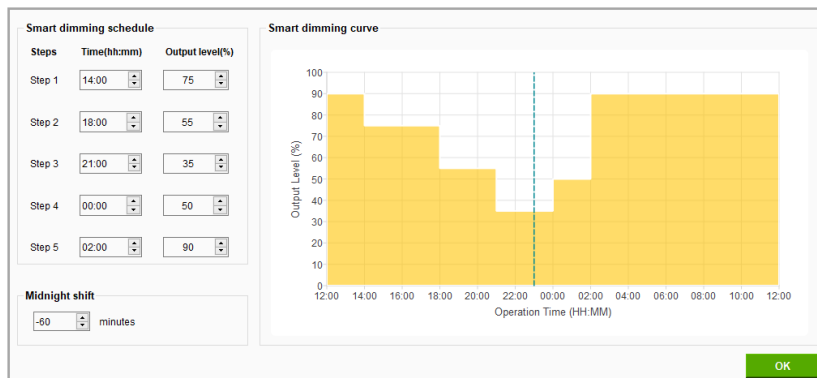 Smart dimming schedule
Steps Time(hh:mm) Output level(%)
Step 1 14:00 75
Step 2 18:00 55
Step 3 21:00 35
Step 4 00:00 50
Step 5 02:00 90
Midnight shift
-60 minutes
Smart dimming curve
Output Level (%)
100
90
80
70
60
50
40
30
20
10
0
12:00 14:00 16:00 18:00 20:00 22:00 00:00 02:00 04:00 06:00 08:00 10:00 12:00
Operation Time (HH:MM)
OK